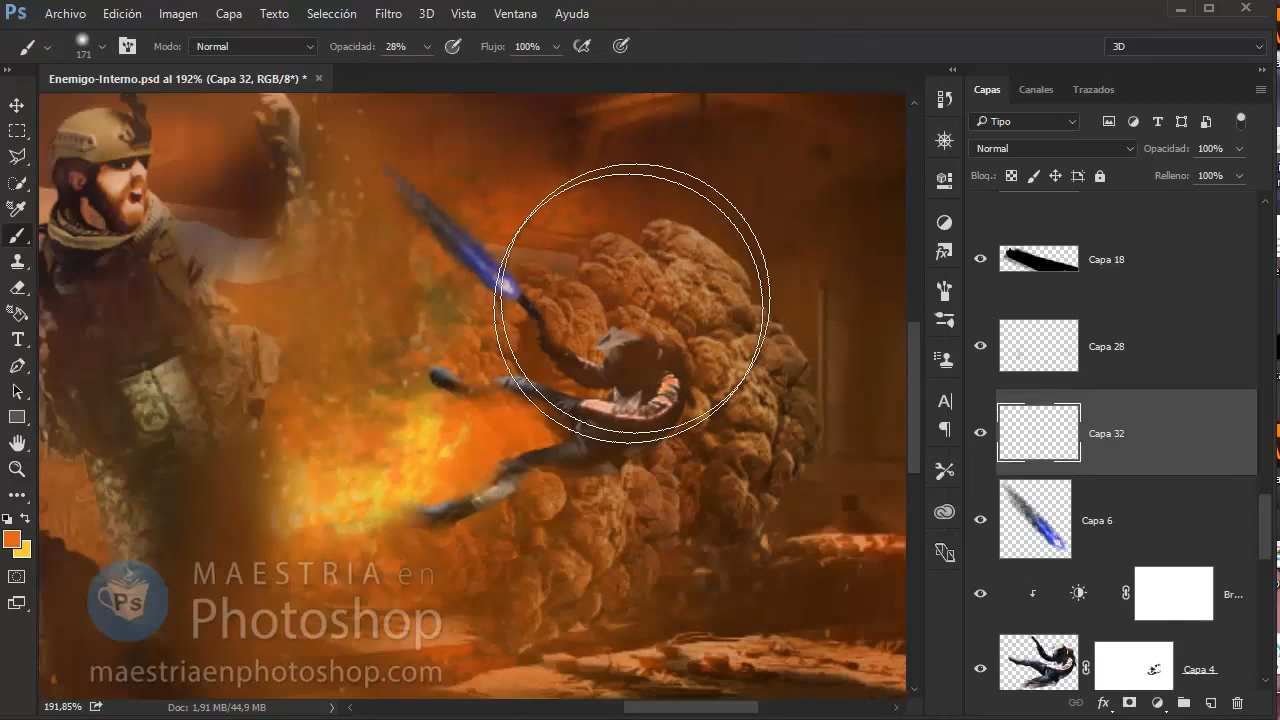 Ps Archivo Edición Imagen Capa Texto Selección Filtro 3D Vista Ventana Ayuda
171 Modo: Normal Opacidad: 28% Flujo: 100% 3D
Enemigo-Interno.psd al 192% (Capa 32, RGB/8*) *
Capas Canales Trazados
Tipo
Normal Opacidad: 100%
Bloq.: Relleno: 100%
Capa 18
Capa 28
Capa 32
Capa 6
Br...
Capa 4
Ps
MAESTRIA en
Photoshop
maestriaenphotoshop.com
191,85% Doc: 1,91 MB/44,9 MB